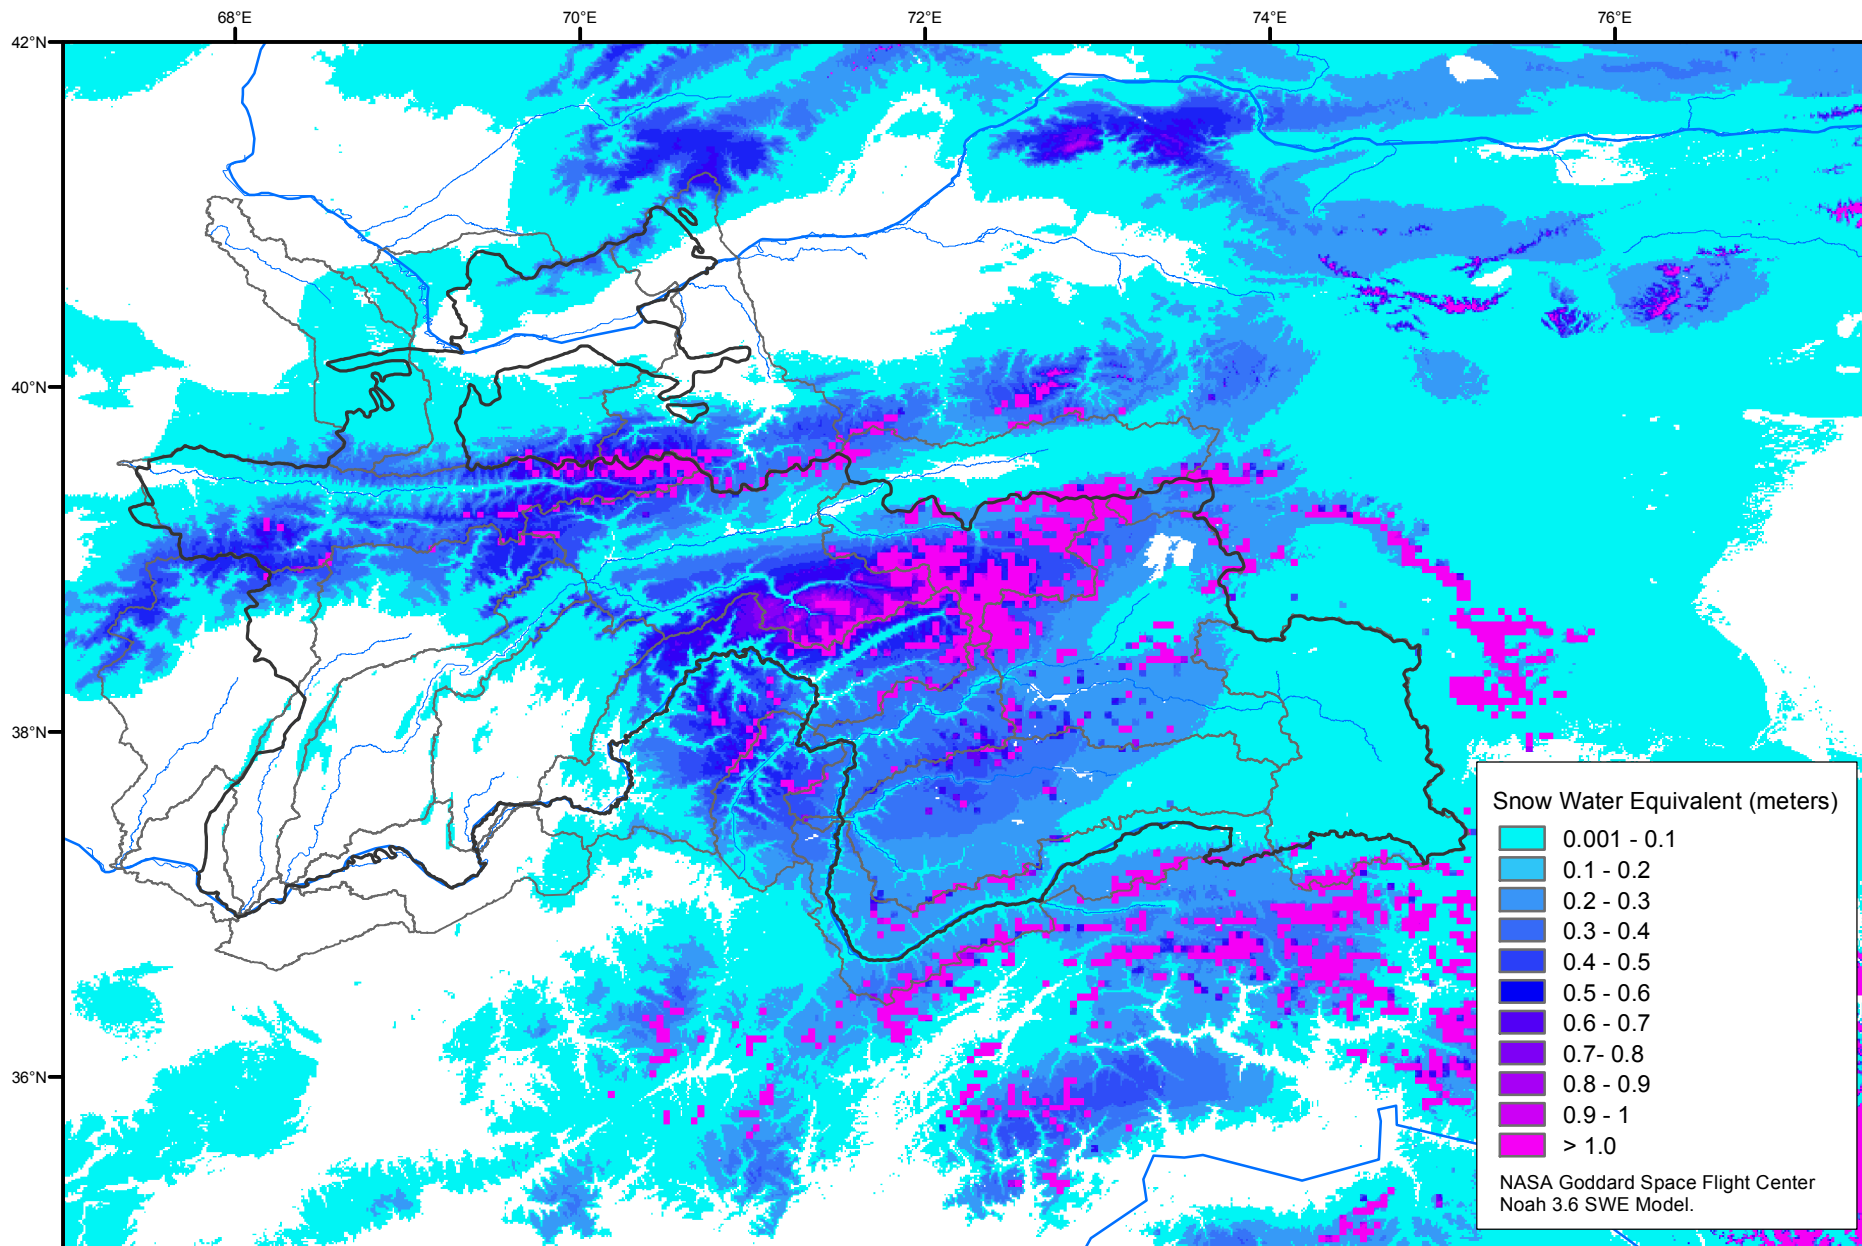 68°E 70°E 72°E 74°E 76°E
42°N
40°N
38°N
36°N
Snow Water Equivalent (meters)
0.001 - 0.1
0.1 - 0.2
0.2 - 0.3
0.3 - 0.4
0.4 - 0.5
0.5 - 0.6
0.6 - 0.7
0.7- 0.8
0.8 - 0.9
0.9 - 1
> 1.0
NASA Goddard Space Flight Center
Noah 3.6 SWE Model.